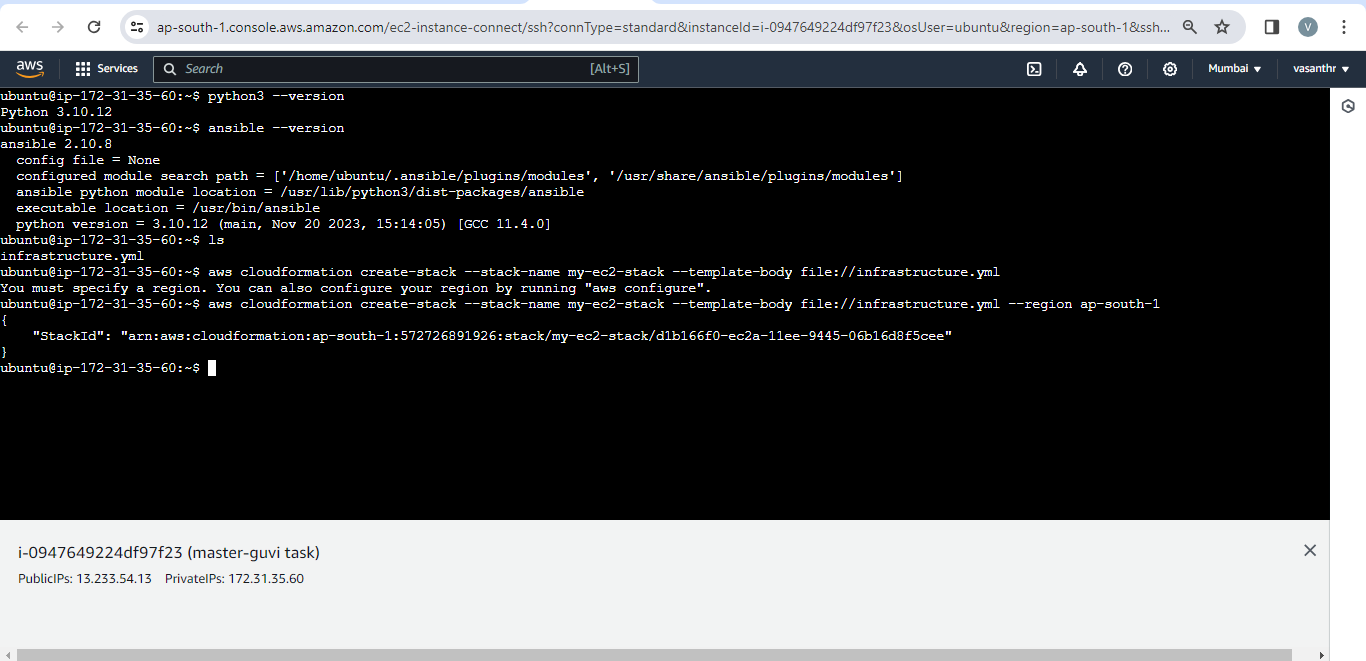 ap-south-1.console.aws.amazon.com/ec2-instance-connect/ssh?connType=standard&instanceId=i-0947649224df97f23&osUser=ubuntu&region=ap-south-1&ssh...
V
aws Services Search [Alt+S] Mumbai vasanthr
ubuntu@ip-172-31-35-60:~$ python3 --version
Python 3.10.12
ubuntu@ip-172-31-35-60:~$ ansible --version
ansible 2.10.8
  config file = None
  configured module search path = ['/home/ubuntu/.ansible/plugins/modules', '/usr/share/ansible/plugins/modules']
  ansible python module location = /usr/lib/python3/dist-packages/ansible
  executable location = /usr/bin/ansible
  python version = 3.10.12 (main, Nov 20 2023, 15:14:05) [GCC 11.4.0]
ubuntu@ip-172-31-35-60:~$ ls
infrastructure.yml
ubuntu@ip-172-31-35-60:~$ aws cloudformation create-stack --stack-name my-ec2-stack --template-body file://infrastructure.yml
You must specify a region. You can also configure your region by running "aws configure".
ubuntu@ip-172-31-35-60:~$ aws cloudformation create-stack --stack-name my-ec2-stack --template-body file://infrastructure.yml --region ap-south-1
{
    "StackId": "arn:aws:cloudformation:ap-south-1:572726891926:stack/my-ec2-stack/d1b166f0-ec2a-11ee-9445-06b16d8f5cee"
}
ubuntu@ip-172-31-35-60:~$
i-0947649224df97f23 (master-guvi task)
PublicIPs: 13.233.54.13 PrivateIPs: 172.31.35.60